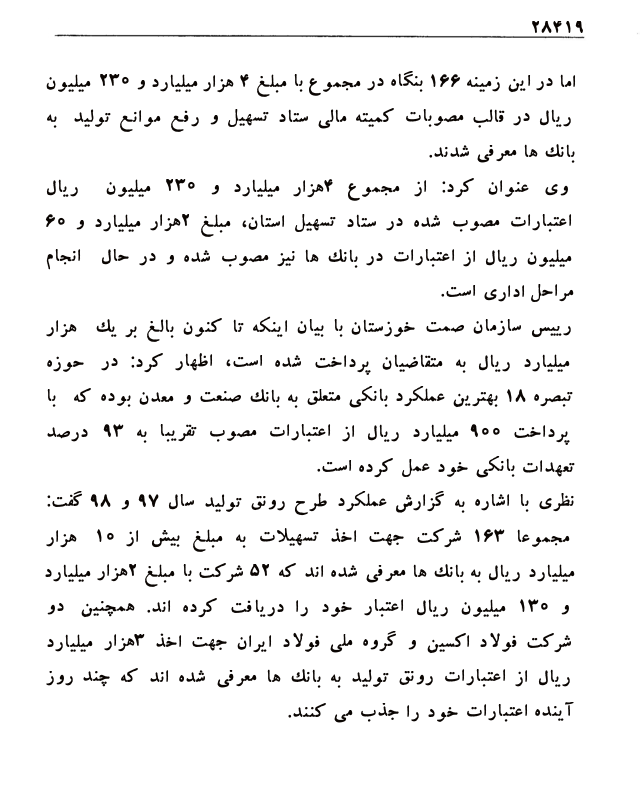 ۲۸۴۱۹
اما در این زمینه ۱۶۶ بنگاه در مجموع با مبلغ ۴ هزار میلیارد و ۲۳۰ میلیون
ریال در قالب مصوبات کمیته مالی ستاد تسهیل و رفع موانع تولید به
بانك ها معرفی شدند.
وی عنوان کرد: از مجموع ۴هزار میلیارد و ۲۳۰ میلیون ریال
اعتبارات مصوب شده در ستاد تسهیل استان، مبلغ ۲هزار میلیارد و ۶۰
میلیون ریال از اعتبارات در بانك ها نیز مصوب شده و در حال انجام
مراحل اداری است.
رییس سازمان صمت خوزستان با بیان اینکه تا کنون بالغ بر یك هزار
میلیارد ریال به متقاضیان پرداخت شده است، اظهار کرد: در حوزه
تبصره ۱۸ بهترین عملکرد بانکی متعلق به بانك صنعت و معدن بوده که با
پرداخت ۹۰۰ میلیارد ریال از اعتبارات مصوب تقریبا به ۹۳ درصد
تعهدات بانکی خود عمل کرده است.
نظری با اشاره به گزارش عملکرد طرح رونق تولید سال ۹۷ و ۹۸ گفت:
مجموعا ۱۶۳ شرکت جهت اخذ تسهیلات به مبلغ بیش از ۱۰ هزار
میلیارد ریال به بانك ها معرفی شده اند که ۵۲ شرکت با مبلغ ۲هزار میلیارد
و ۱۳۰ میلیون ریال اعتبار خود را دریافت کرده اند. همچنین دو
شرکت فولاد اکسین و گروه ملی فولاد ایران جهت اخذ ۳هزار میلیارد
ریال از اعتبارات رونق تولید به بانك ها معرفی شده اند که چند روز
آینده اعتبارات خود را جذب می کنند.